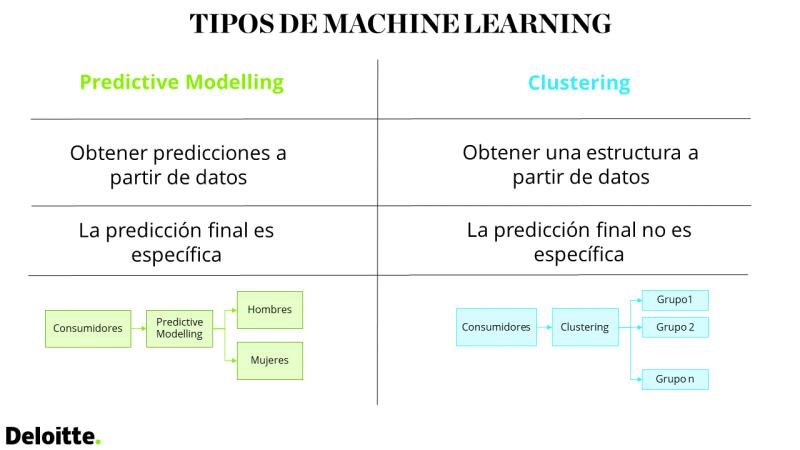 TIPOS DE MACHINE LEARNING
Predictive Modelling
Clustering
Obtener predicciones a
partir de datos
Obtener una estructura a
partir de datos
La predicción final es
específica
La predicción final no es
específica
Consumidores
Predictive
Modelling
Hombres
Mujeres
Consumidores
Clustering
Grupo1
Grupo 2
Grupo n
Deloitte.